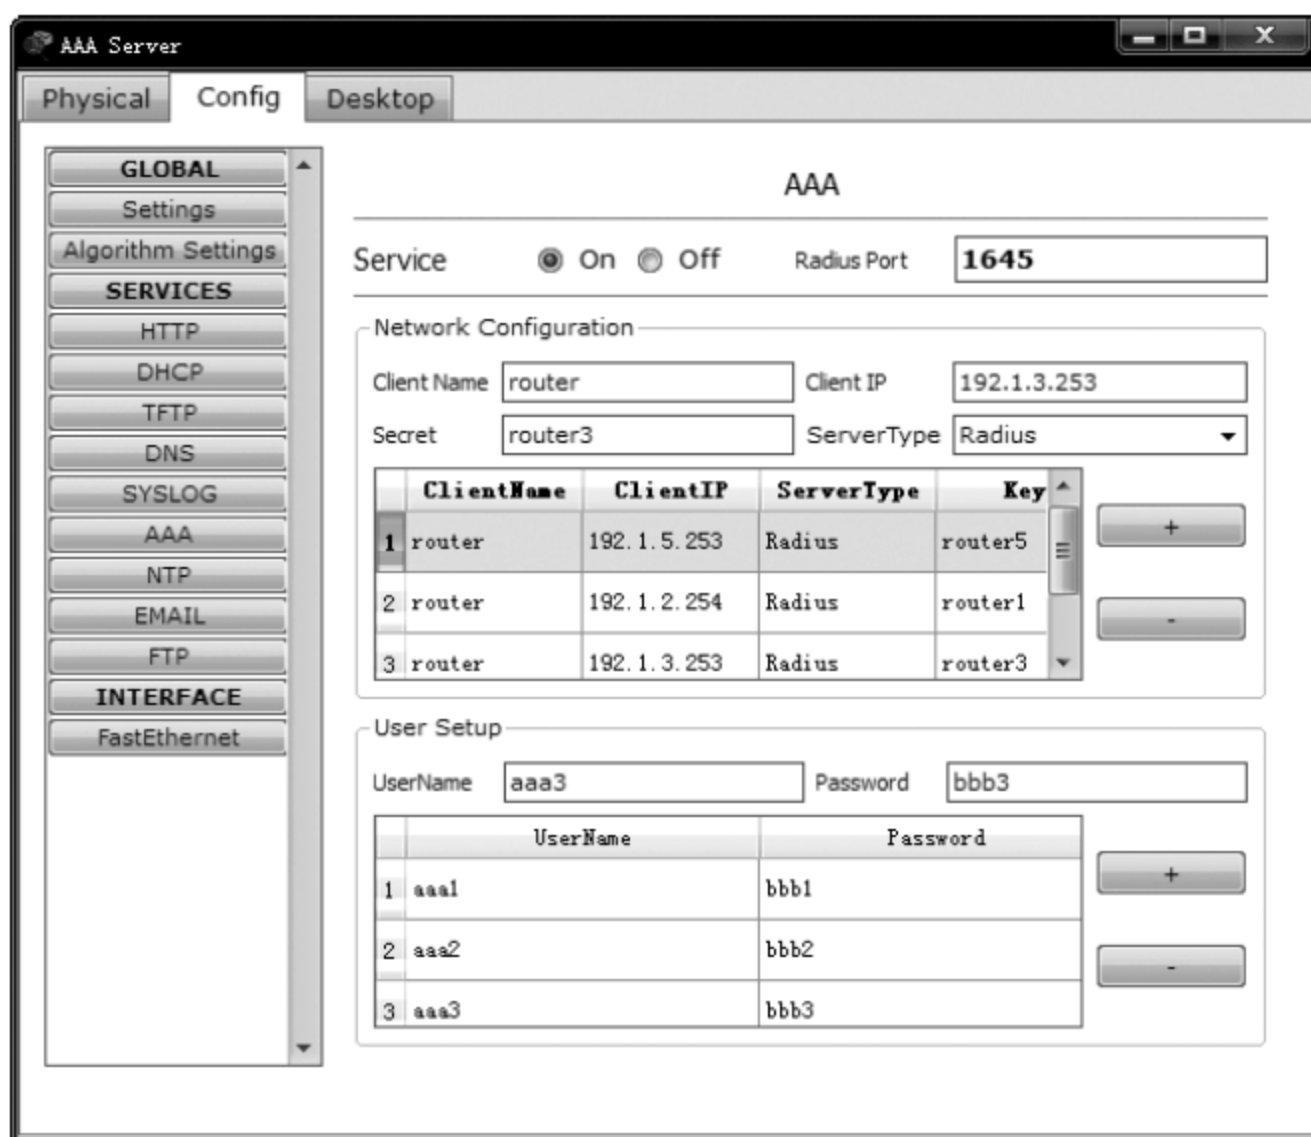 AAA Server
X
Physical Config Desktop
GLOBAL
Settings
Algorithm Settings
SERVICES
HTTP
DHCP
TFTP
DNS
SYSLOG
AAA
NTP
EMAIL
FTP
INTERFACE
FastEthernet
AAA
Service On Off Radius Port 1645
Network Configuration
Client Name router Client IP 192.1.3.253
Secret router3 ServerType Radius
ClientName ClientIP ServerType Key
1 router 192.1.5.253 Radius router5
2 router 192.1.2.254 Radius router1
3 router 192.1.3.253 Radius router3
+
-
User Setup
UserName aaa3 Password bbb3
UserName Password
1 aaa1 bbb1
2 aaa2 bbb2
3 aaa3 bbb3
+
-